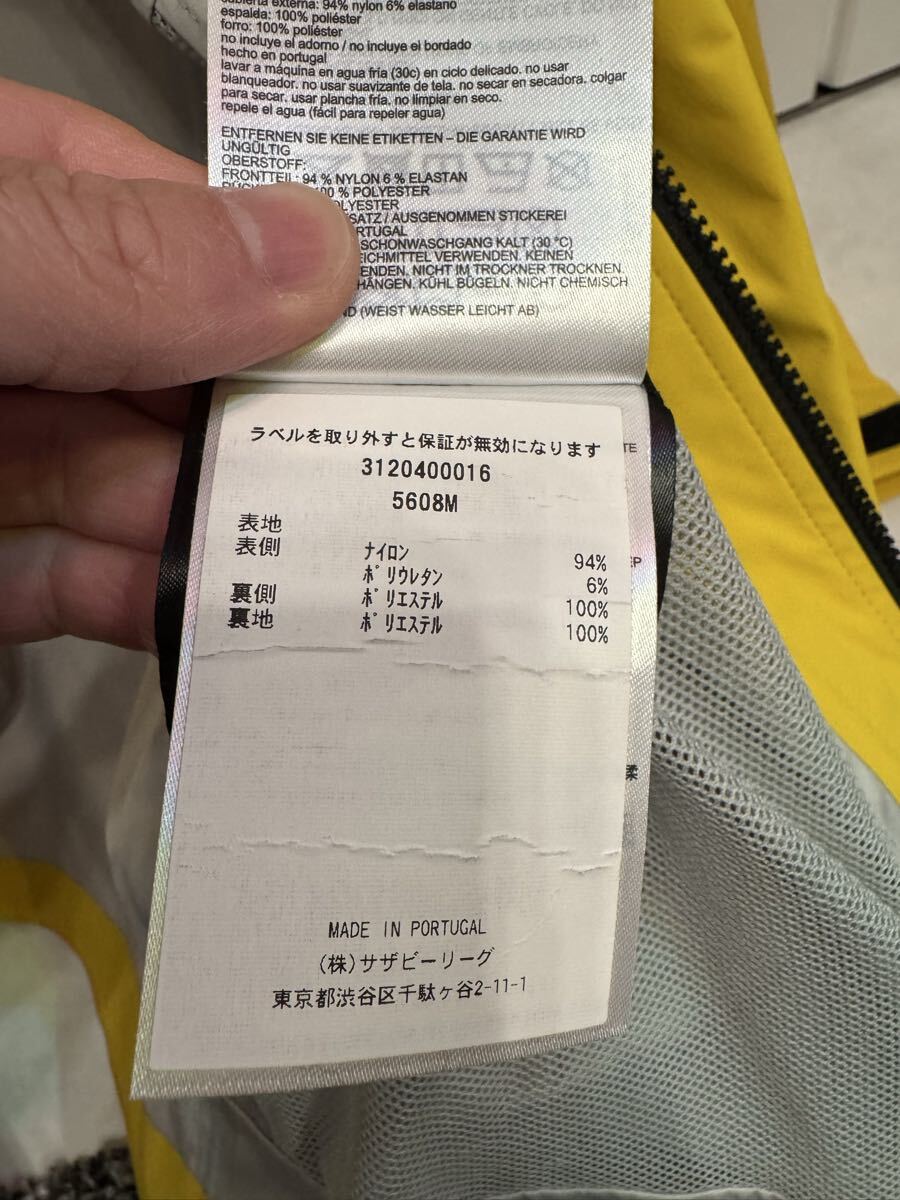 cubierta externa: 94% nylon 6% elastano
espalda: 100% poliéster
forro: 100% poliéster
no incluye el adorno / no incluye el bordado
hecho en portugal
lavar a máquina en agua fría (30c) en ciclo delicado. no usar
blanqueador. no usar suavizante de tela. no secar en secadora. colgar
para secar. usar plancha fría. no limpiar en seco.
repele el agua (fácil para repeler agua)
ENTFERNEN SIE KEINE ETIKETTEN – DIE GARANTIE WIRD
UNGÜLTIG
OBERSTOFF:
FRONTTEIL: 94 % NYLON 6 % ELASTAN
100 % POLYESTER
OLYESTER
SATZ / AUSGENOMMEN STICKEREI
RTUGAL
SCHONWASCHGANG KALT (30 °C)
EICHMITTEL VERWENDEN. KEINEN
ENDEN. NICHT IM TROCKNER TROCKNEN.
HÄNGEN. KÜHL BÜGELN. NICHT CHEMISCH
ND (WEIST WASSER LEICHT AB)
ラベルを取り外すと保証が無効になります
3120400016
5608M
表地
表側 ナイロン 94%
ポリウレタン 6%
裏側 ポリエステル 100%
裏地 ポリエステル 100%
MADE IN PORTUGAL
(株)サザビーリーグ
東京都渋谷区千駄ヶ谷2-11-1
TE
EP
柔